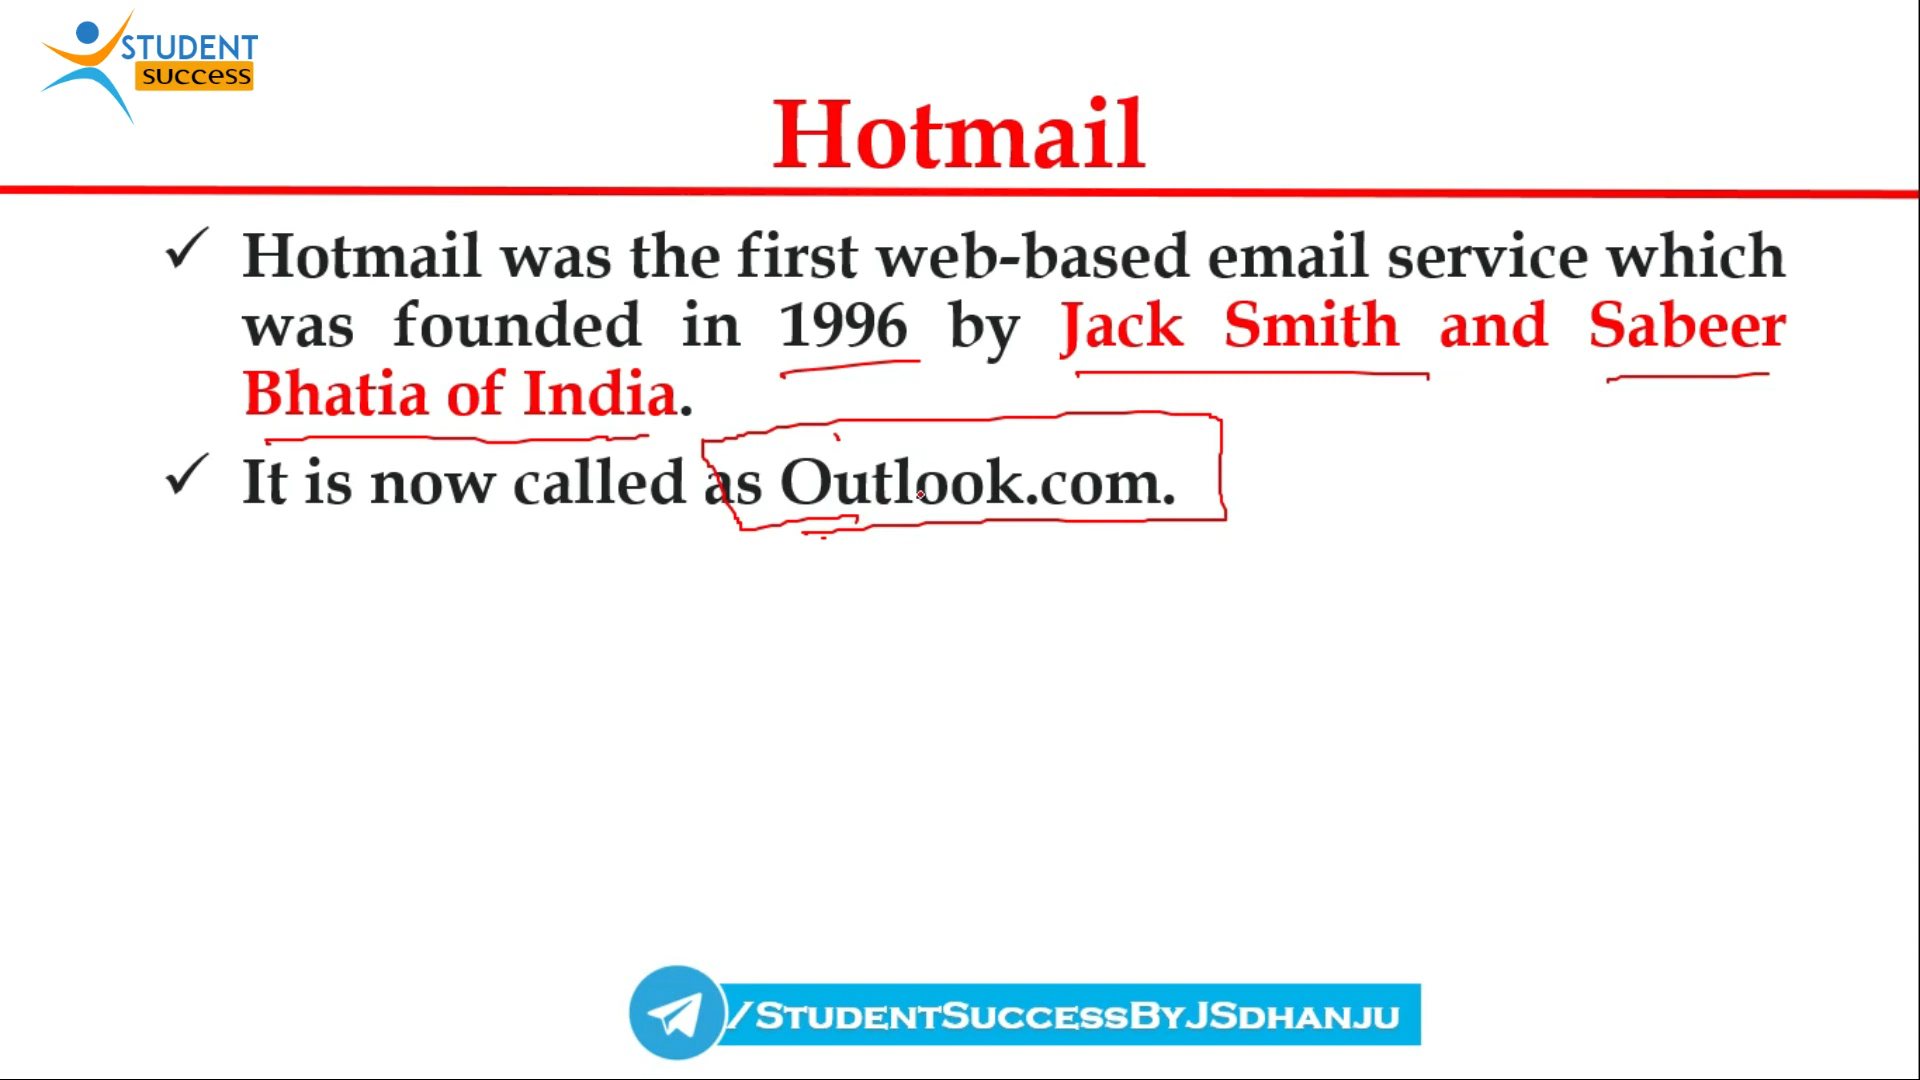 STUDENT
success
Hotmail
✓ Hotmail was the first web-based email service which
was founded in 1996 by Jack Smith and Sabeer
Bhatia of India.
✓ It is now called as Outlook.com.
/StudentSuccessByJSdhanju